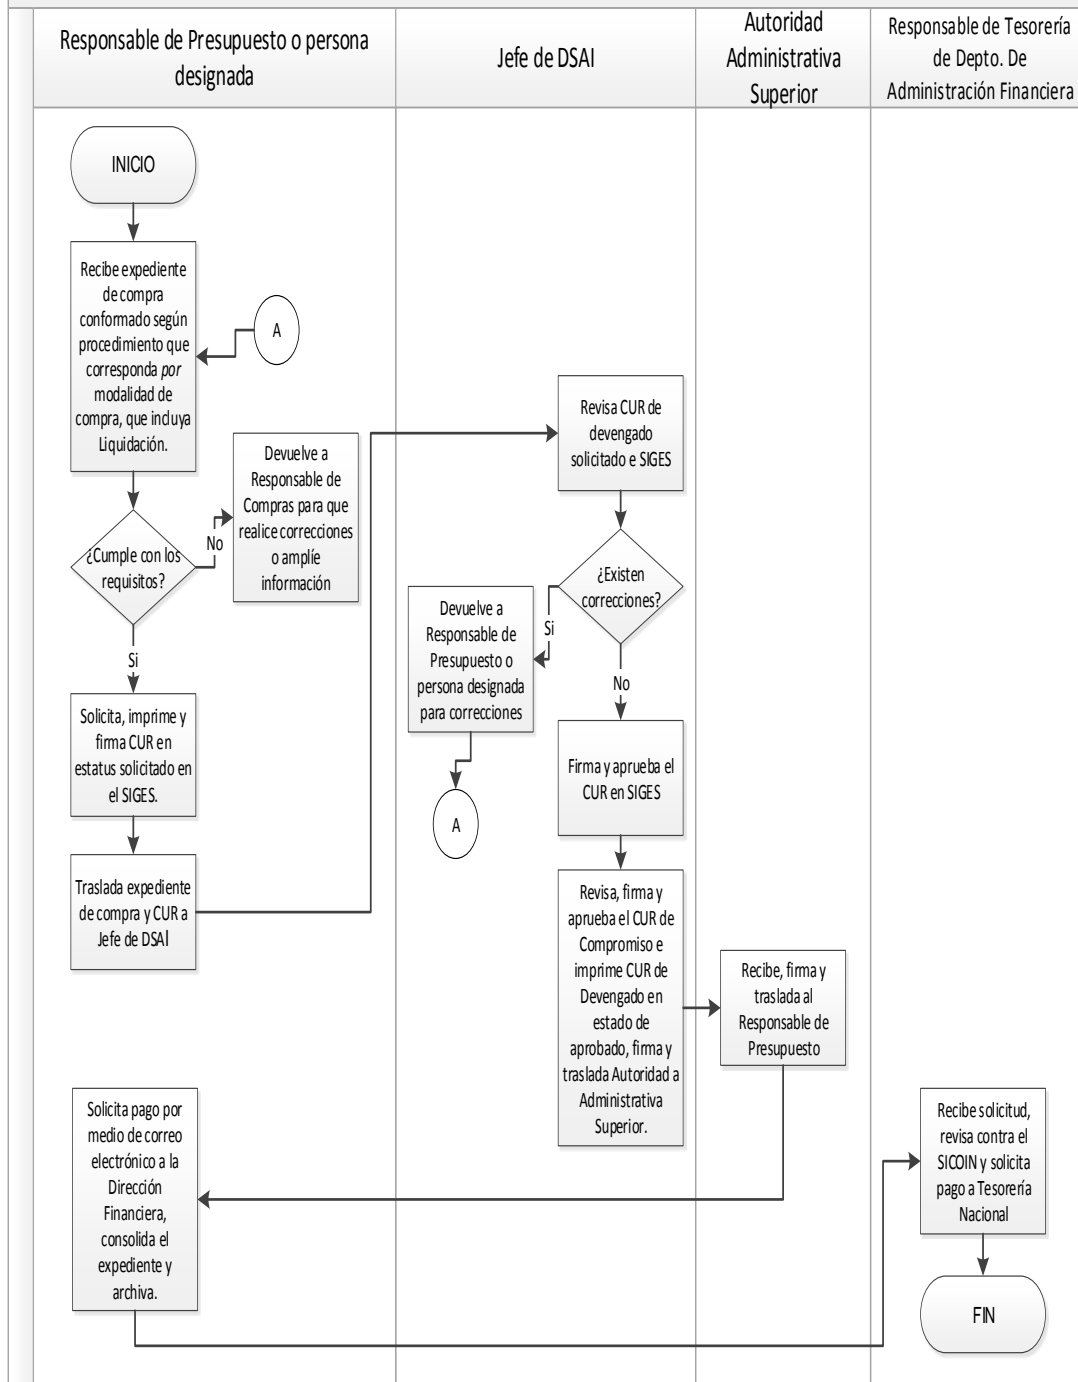 Responsable de Presupuesto o persona
designada
Jefe de DSAI
Autoridad
Administrativa
Superior
Responsable de Tesorería
de Depto. De
Administración Financiera
INICIO
Recibe expediente
de compra
conformado según
procedimiento que
corresponda por
modalidad de
compra, que incluya
Liquidación.
A
¿Cumple con los
requisitos?
No
Devuelve a
Responsable de
Compras para que
realice correcciones
o amplíe
información
Si
Solicita, imprime y
firma CUR en
estatus solicitado en
el SIGES.
Traslada expediente
de compra y CUR a
Jefe de DSAI
Revisa CUR de
devengado
solicitado e SIGES
¿Existen
correcciones?
Si
Devuelve a
Responsable de
Presupuesto o
persona designada
para correcciones
A
No
Firma y aprueba el
CUR en SIGES
Revisa, firma y
aprueba el CUR de
Compromiso e
imprime CUR de
Devengado en
estado de
aprobado, firma y
traslada Autoridad a
Administrativa
Superior.
Recibe, firma y
traslada al
Responsable de
Presupuesto
Solicita pago por
medio de correo
electrónico a la
Dirección
Financiera,
consolida el
expediente y
archiva.
Recibe solicitud,
revisa contra el
SICOIN y solicita
pago a Tesorería
Nacional
FIN